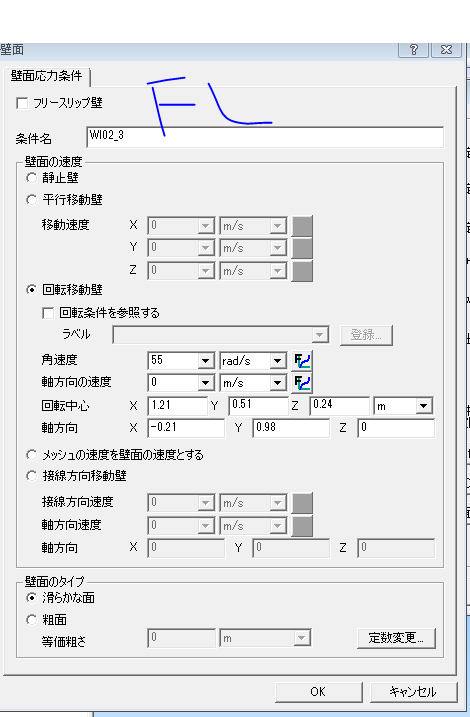 壁面
壁面応力条件
FL
フリースリップ壁
条件名 WI02_3
壁面の速度
静止壁
平行移動壁
移動速度 X 0 m/s
Y 0 m/s
Z 0 m/s
回転移動壁
回転条件を参照する
ラベル 登録...
角速度 55 rad/s
軸方向の速度 0 m/s
回転中心 X 1.21 Y 0.51 Z 0.24 m
軸方向 X -0.21 Y 0.98 Z 0
メッシュの速度を壁面の速度とする
接線方向移動壁
接線方向速度 0 m/s
軸方向速度 0 m/s
軸方向 X 0 Y 0 Z 0
壁面のタイプ
滑らかな面
粗面
等価粗さ 0 m 定数変更...
OK キャンセル